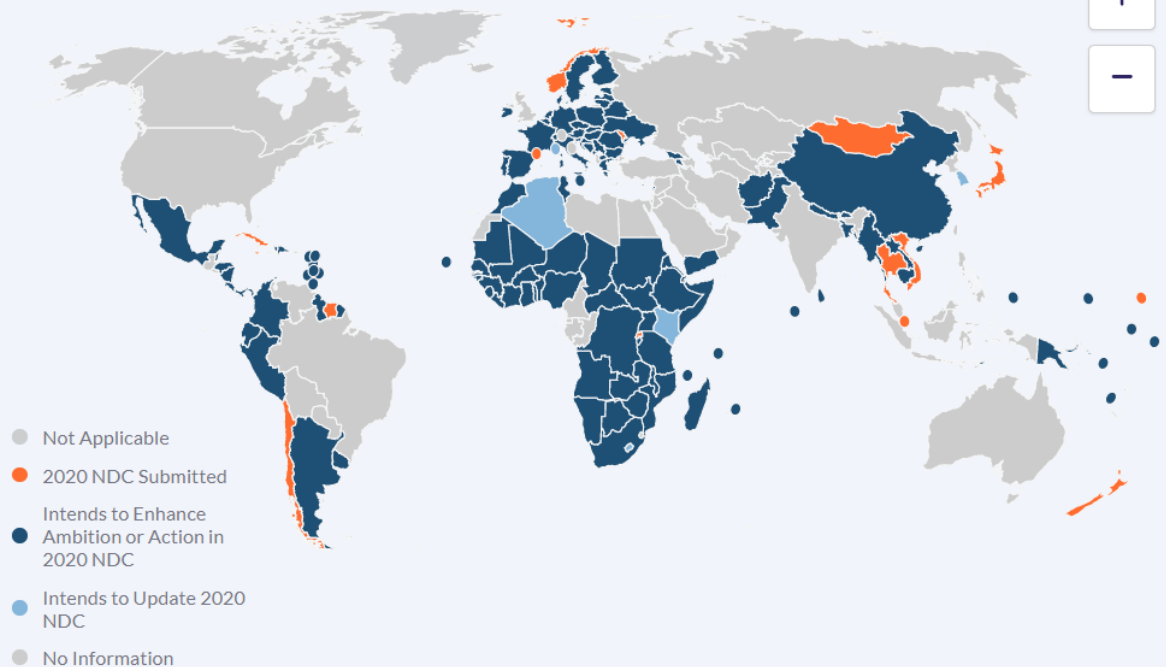 Not Applicable
2020 NDC Submitted
Intends to Enhance
Ambition or Action in
2020 NDC
Intends to Update 2020
NDC
No Information